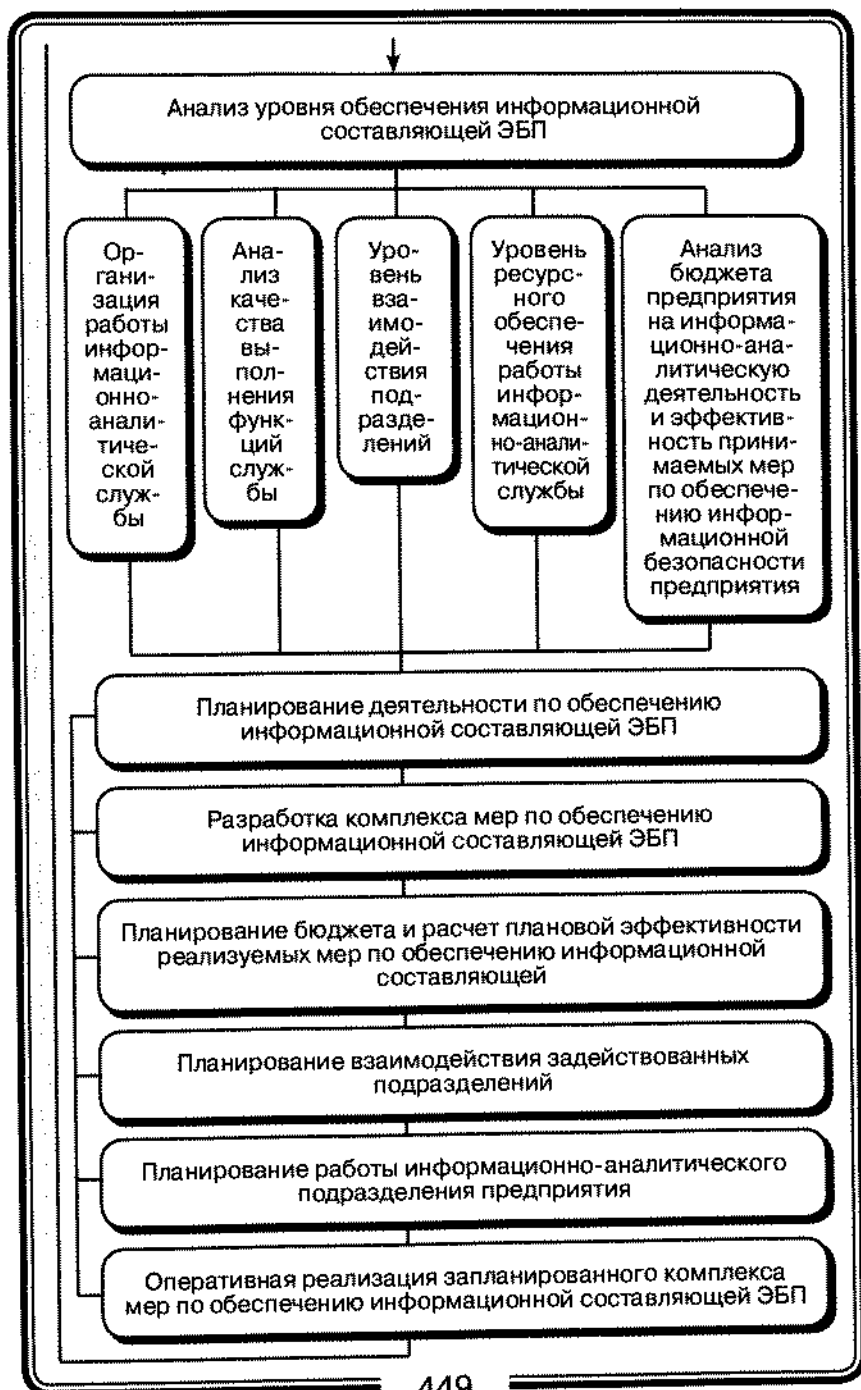 Анализ уровня обеспечения информационной
составляющей ЭБП
Ор-
гани-
зация
работы
инфор-
маци-
онно-
анали-
тиче-
ской
служ-
бы
Ана-
лиз
каче-
ства
вы-
пол-
нения
функ-
ций
служ-
бы
Уро-
вень
вза-
имо-
дей-
ствия
под-
разде-
лений
Уровень
ресурс-
ного
обеспе-
чения
работы
инфор-
мацион-
но-анали-
тической
службы
Анализ
бюджета
предприятия
на информа-
ционно-ана-
литическую
деятельность
и эффектив-
ность прини-
маемых мер
по обеспече-
нию инфор-
мационной
безопасности
предприятия
Планирование деятельности по обеспечению
информационной составляющей ЭБП
Разработка комплекса мер по обеспечению
информационной составляющей ЭБП
Планирование бюджета и расчет плановой эффективности
реализуемых мер по обеспечению информационной
составляющей
Планирование взаимодействия задействованных
подразделений
Планирование работы информационно-аналитического
подразделения предприятия
Оперативная реализация запланированного комплекса
мер по обеспечению информационной составляющей ЭБП
449